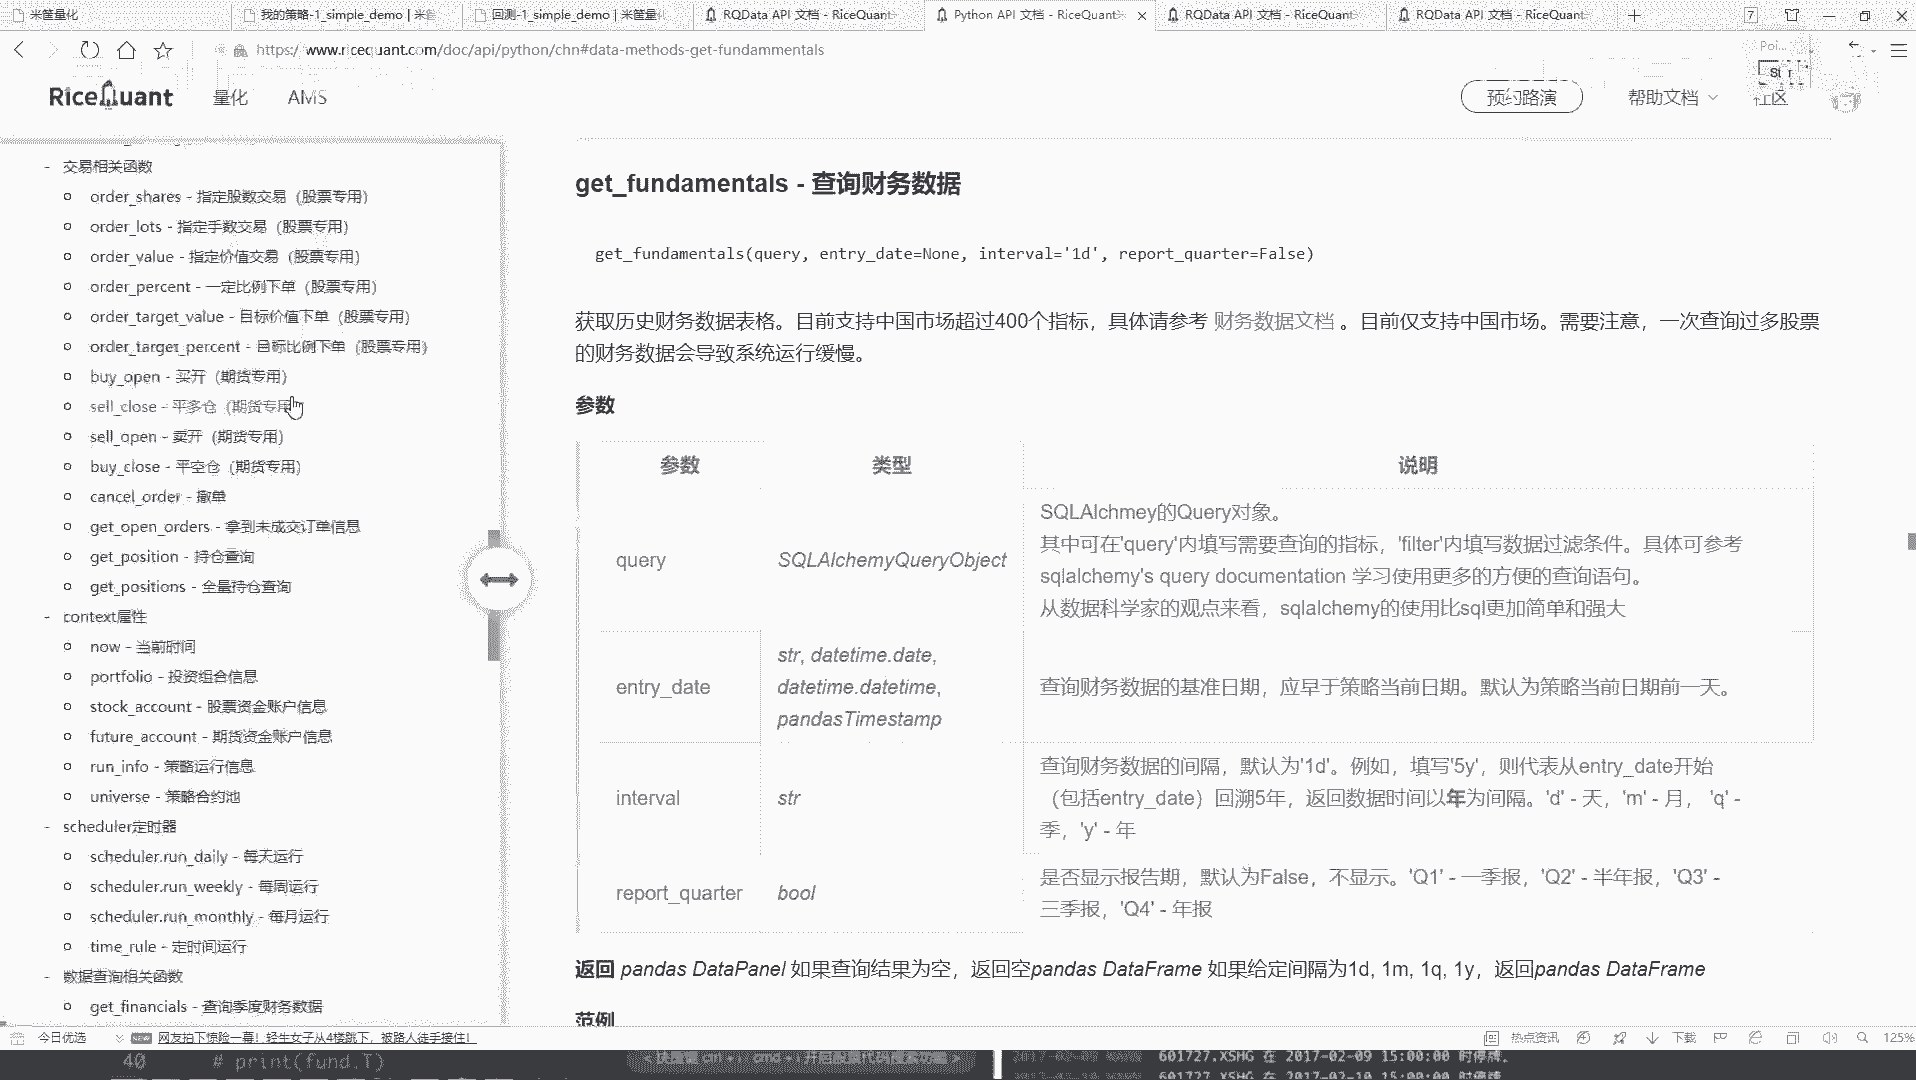 米筐量化
我的策略-1_simple_demo | 米筐
回测-1_simple_demo | 米筐量化
RQData API 文档 - RiceQuant
Python API 文档 - RiceQuant
RQData API 文档 - RiceQuant
RQData API 文档 - RiceQuant
7
https://www.ricequant.com/doc/api/python/chn#data-methods-get-fundammentals
Poi...
RiceQuant
量化
AMS
预约路演
帮助文档
社区
- 交易相关函数
order_shares - 指定股数交易（股票专用）
order_lots - 指定手数交易（股票专用）
order_value - 指定价值交易（股票专用）
order_percent - 一定比例下单（股票专用）
order_target_value - 目标价值下单（股票专用）
order_target_percent - 目标比例下单（股票专用）
buy_open - 买开（期货专用）
sell_close - 平多仓（期货专用）
sell_open - 卖开（期货专用）
buy_close - 平空仓（期货专用）
cancel_order - 撤单
get_open_orders - 拿到未成交订单信息
get_position - 持仓查询
get_positions - 全量持仓查询
- context属性
now - 当前时间
portfolio - 投资组合信息
stock_account - 股票资金账户信息
future_account - 期货资金账户信息
run_info - 策略运行信息
universe - 策略合约池
- scheduler定时器
scheduler.run_daily - 每天运行
scheduler.run_weekly - 每周运行
scheduler.run_monthly - 每月运行
time_rule - 定时间运行
- 数据查询相关函数
get_financials - 查询季度财务数据
get_fundamentals - 查询财务数据
get_fundamentals(query, entry_date=None, interval='1d', report_quarter=False)
获取历史财务数据表格。目前支持中国市场超过400个指标，具体请参考 财务数据文档 。目前仅支持中国市场。需要注意，一次查询过多股票
的财务数据会导致系统运行缓慢。
参数
参数 类型 说明
query SQLAlchemyQueryObject
SQLAlchmey的Query对象。
其中可在'query'内填写需要查询的指标，'filter'内填写数据过滤条件。具体可参考
sqlalchemy's query documentation 学习使用更多的方便的查询语句。
从数据科学家的观点来看，sqlalchemy的使用比sql更加简单和强大
entry_date
str, datetime.date,
datetime.datetime,
pandasTimestamp
查询财务数据的基准日期，应早于策略当前日期。默认为策略当前日期前一天。
interval str
查询财务数据的间隔，默认为'1d'。例如，填写'5y'，则代表从entry_date开始
（包括entry_date）回溯5年，返回数据时间以年为间隔。'd' - 天，'m' - 月， 'q' -
季，'y' - 年
report_quarter bool
是否显示报告期，默认为False，不显示。'Q1' - 一季报，'Q2' - 半年报，'Q3' -
三季报，'Q4' - 年报
返回 pandas DataPanel 如果查询结果为空，返回空pandas DataFrame 如果给定间隔为1d, 1m, 1q, 1y，返回pandas DataFrame
范例
今日优选
NEW
网友拍下惊险一幕！轻生女子从4楼跳下，被路人徒手接住！
热点资讯
下载
125%
40 # print(fund.T)
601727.XSHG 在 2017-02-09 15:00:00 时停牌。
601727.XSHG 在 2017-02-10 15:00:00 时停牌。